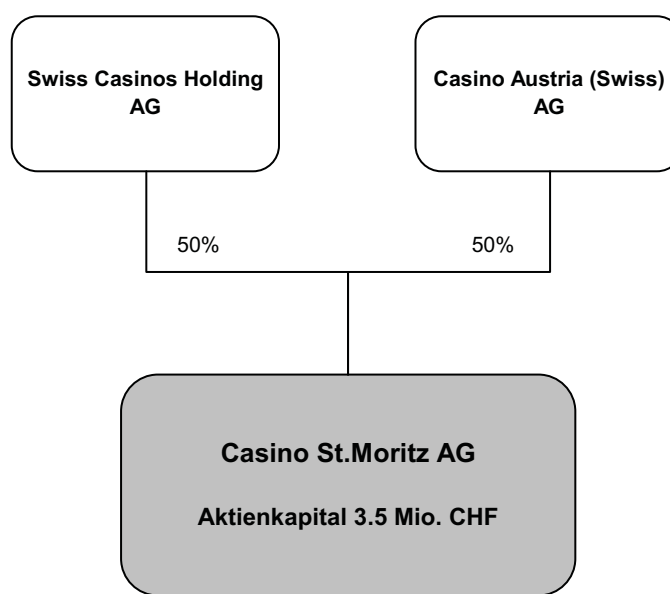 Swiss Casinos Holding
AG
Casino Austria (Swiss)
AG
50%
50%
Casino St.Moritz AG
Aktienkapital 3.5 Mio. CHF